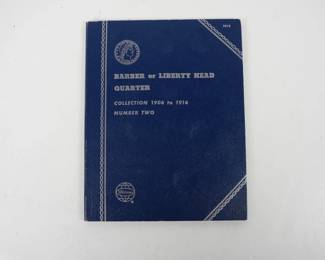 BARBER or LIBERTY HEAD
QUARTER
COLLECTION 1906 to 1916
NUMBER TWO